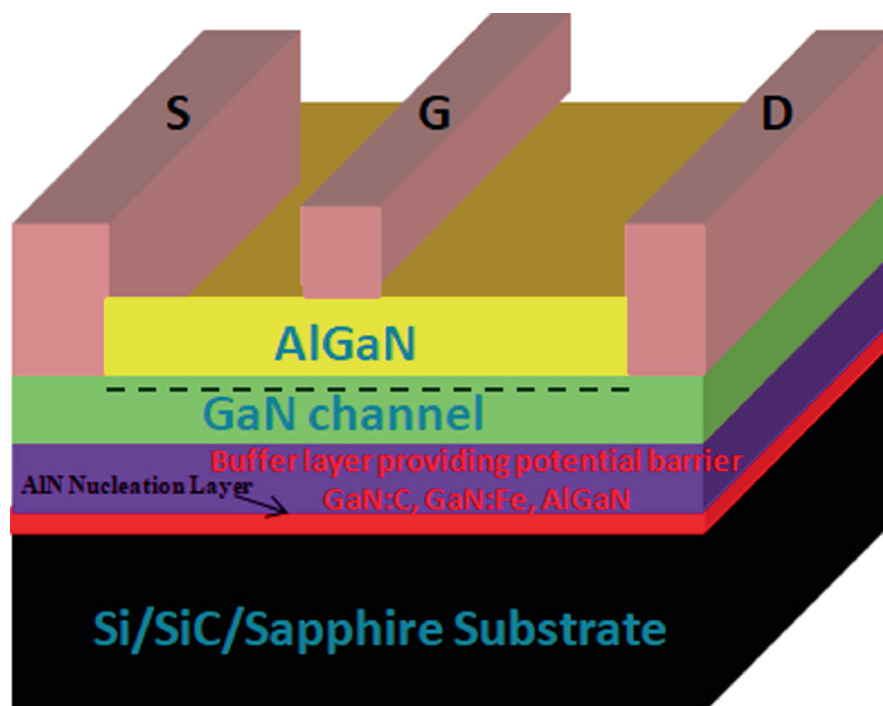 S G D
AlGaN
GaN channel
Buffer layer providing potential barrier
AlN Nucleation Layer
GaN:C, GaN:Fe, AlGaN
Si/SiC/Sapphire Substrate